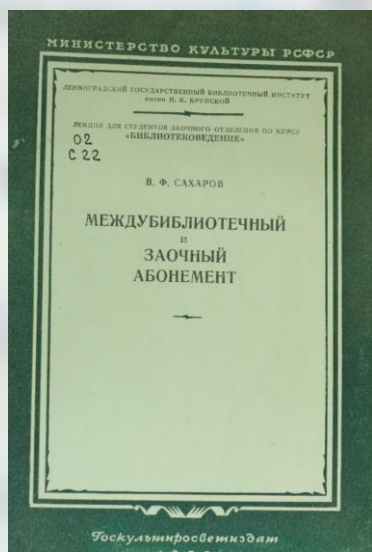 МИНИСТЕРСТВО КУЛЬТУРЫ РСФСР
ЛЕНИНГРАДСКИЙ ГОСУДАРСТВЕННЫЙ БИБЛИОТЕЧНЫЙ ИНСТИТУТ
имени Н. К. КРУПСКОЙ
ЛЕКЦИИ ДЛЯ СТУДЕНТОВ ЗАОЧНОГО ОТДЕЛЕНИЯ ПО КУРСУ
«БИБЛИОТЕКОВЕДЕНИЕ»
02
С 22
В. Ф. САХАРОВ
МЕЖДУБИБЛИОТЕЧНЫЙ
И
ЗАОЧНЫЙ
АБОНЕМЕНТ
Госкультпросветиздат